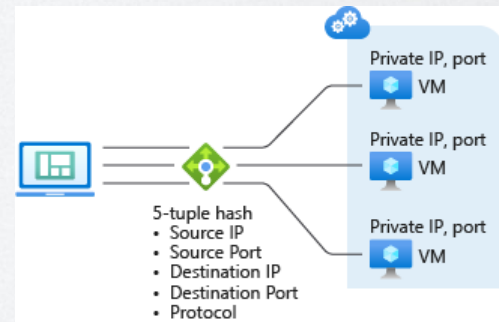 Private IP, port
VM
Private IP, port
VM
Private IP, port
VM
5-tuple hash
• Source IP
• Source Port
• Destination IP
• Destination Port
• Protocol